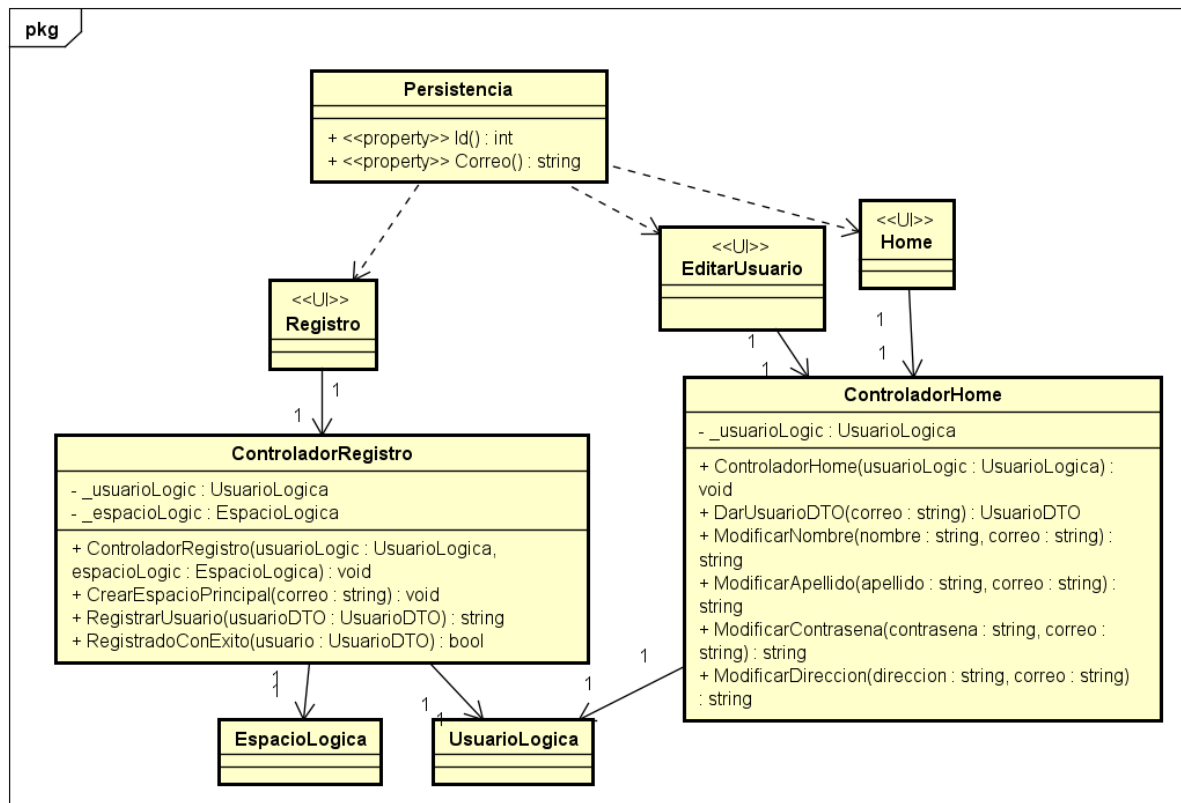 pkg
Persistencia
+ <<property>> Id() : int
+ <<property>> Correo() : string
<<UI>>
Home
<<UI>>
EditarUsuario
<<UI>>
Registro
1
1
1
1
1
1
ControladorHome
- _usuarioLogic : UsuarioLogica
+ ControladorHome(usuarioLogic : UsuarioLogica) :
void
+ DarUsuarioDTO(correo : string) : UsuarioDTO
+ ModificarNombre(nombre : string, correo : string) :
string
+ ModificarApellido(apellido : string, correo : string) :
string
+ ModificarContrasena(contrasena : string, correo :
string) : string
+ ModificarDireccion(direccion : string, correo : string)
: string
ControladorRegistro
- _usuarioLogic : UsuarioLogica
- _espacioLogic : EspacioLogica
+ ControladorRegistro(usuarioLogic : UsuarioLogica,
espacioLogic : EspacioLogica) : void
+ CrearEspacioPrincipal(correo : string) : void
+ RegistrarUsuario(usuarioDTO : UsuarioDTO) : string
+ RegistradoConExito(usuario : UsuarioDTO) : bool
1
1
1
1
1
1
EspacioLogica
UsuarioLogica